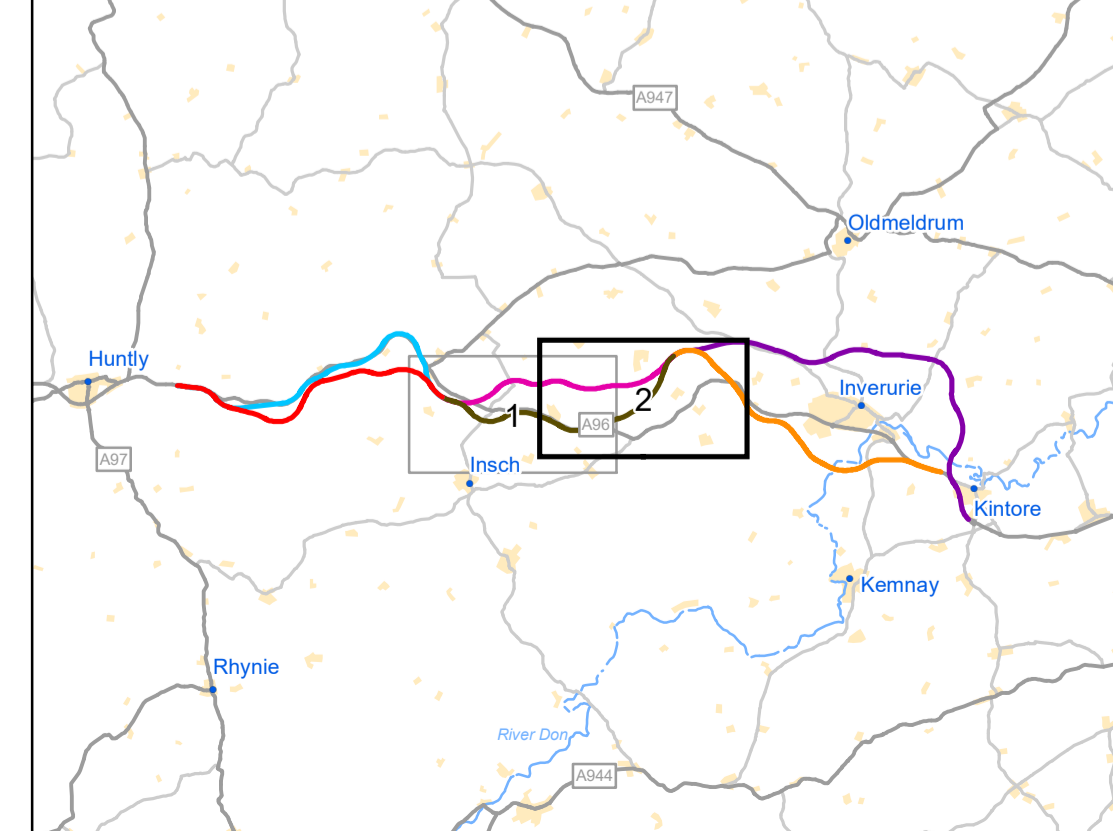 A947
Oldmeldrum
Huntly
Inverurie
2
1
A96
A97
Insch
Kintore
Kemnay
Rhynie
River Don
A944